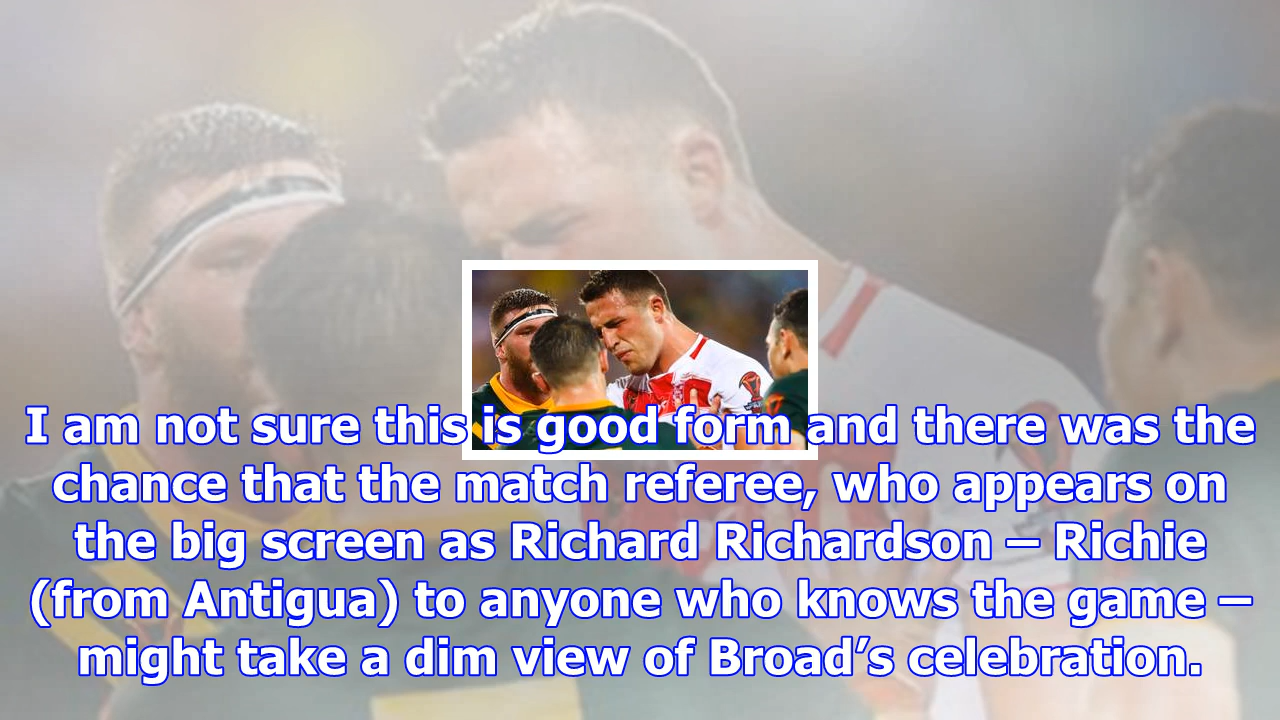 I am not sure this is good form and there was the
chance that the match referee, who appears on
the big screen as Richard Richardson – Richie
(from Antigua) to anyone who knows the game –
might take a dim view of Broad’s celebration.